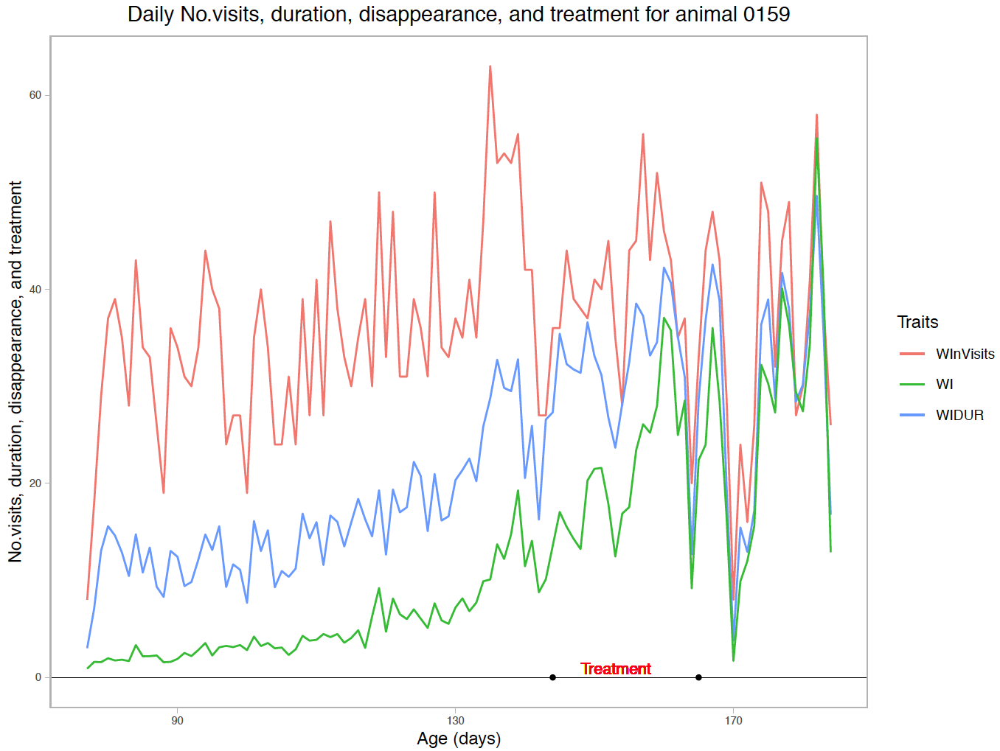 Daily No.visits, duration, disappearance, and treatment for animal 0159
No.visits, duration, disappearance, and treatment
60
40
20
0
Treatment
90
130
170
Age (days)
Traits
WInVisits
WI
WIDUR